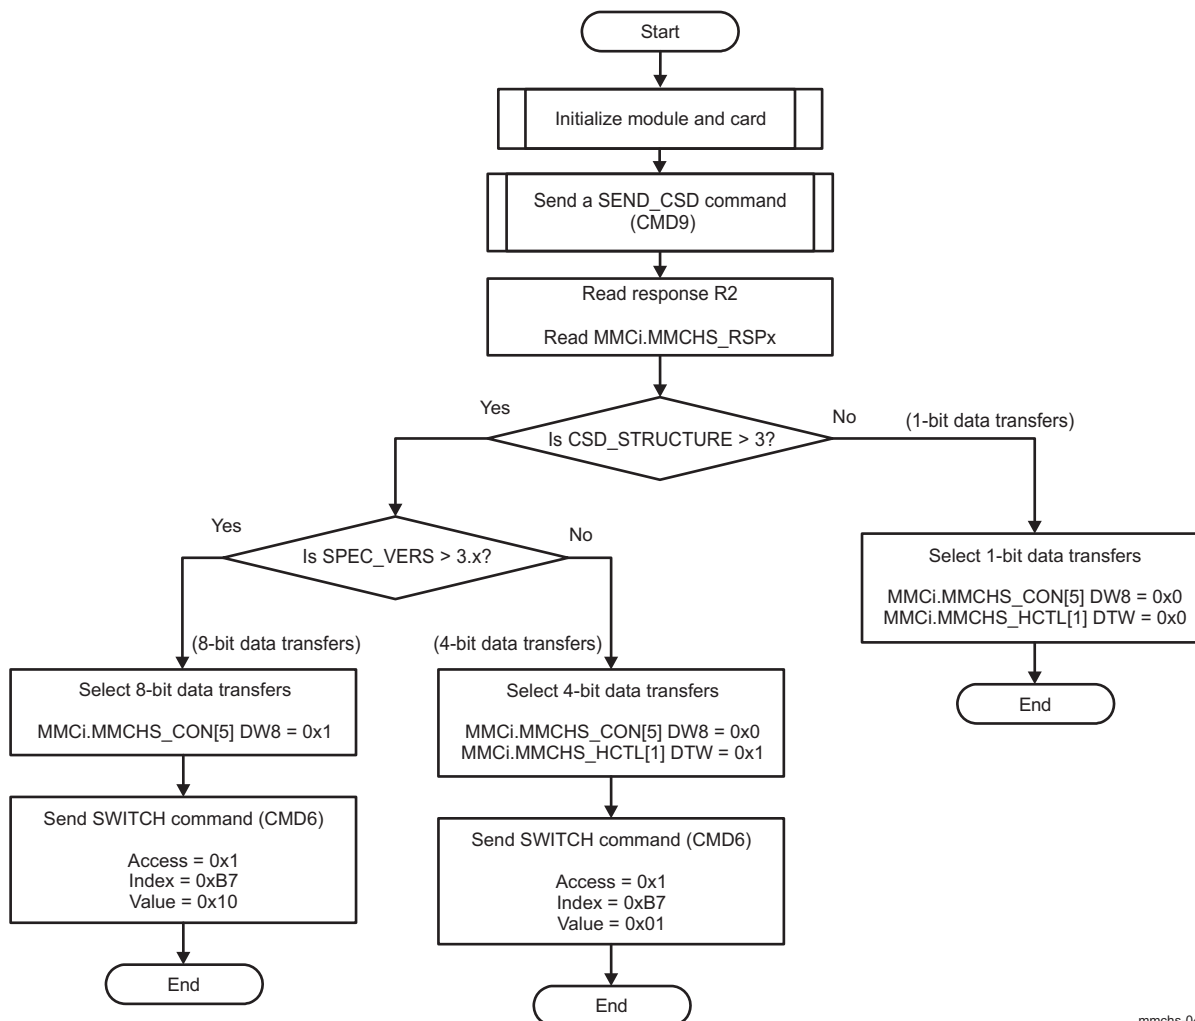 Start
Initialize module and card
Send a SEND_CSD command
(CMD9)
Read response R2
Read MMCi.MMCHS_RSPx
Yes
No
(1-bit data transfers)
Is CSD_STRUCTURE > 3?
Yes
No
Is SPEC_VERS > 3.x?
Select 1-bit data transfers
MMCi.MMCHS_CON[5] DW8 = 0x0
MMCi.MMCHS_HCTL[1] DTW = 0x0
End
(8-bit data transfers)
(4-bit data transfers)
Select 8-bit data transfers
MMCi.MMCHS_CON[5] DW8 = 0x1
Select 4-bit data transfers
MMCi.MMCHS_CON[5] DW8 = 0x0
MMCi.MMCHS_HCTL[1] DTW = 0x1
Send SWITCH command (CMD6)
Access = 0x1
Index = 0xB7
Value = 0x10
Send SWITCH command (CMD6)
Access = 0x1
Index = 0xB7
Value = 0x01
End
End